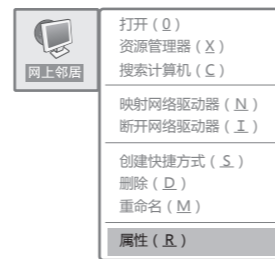 网上邻居
打开 ( 0 )
资源管理器 ( X )
搜索计算机 ( C )
映射网络驱动器 ( N )
断开网络驱动器 ( I )
创建快捷方式 ( S )
删除 ( D )
重命名 ( M )
属性 ( R )